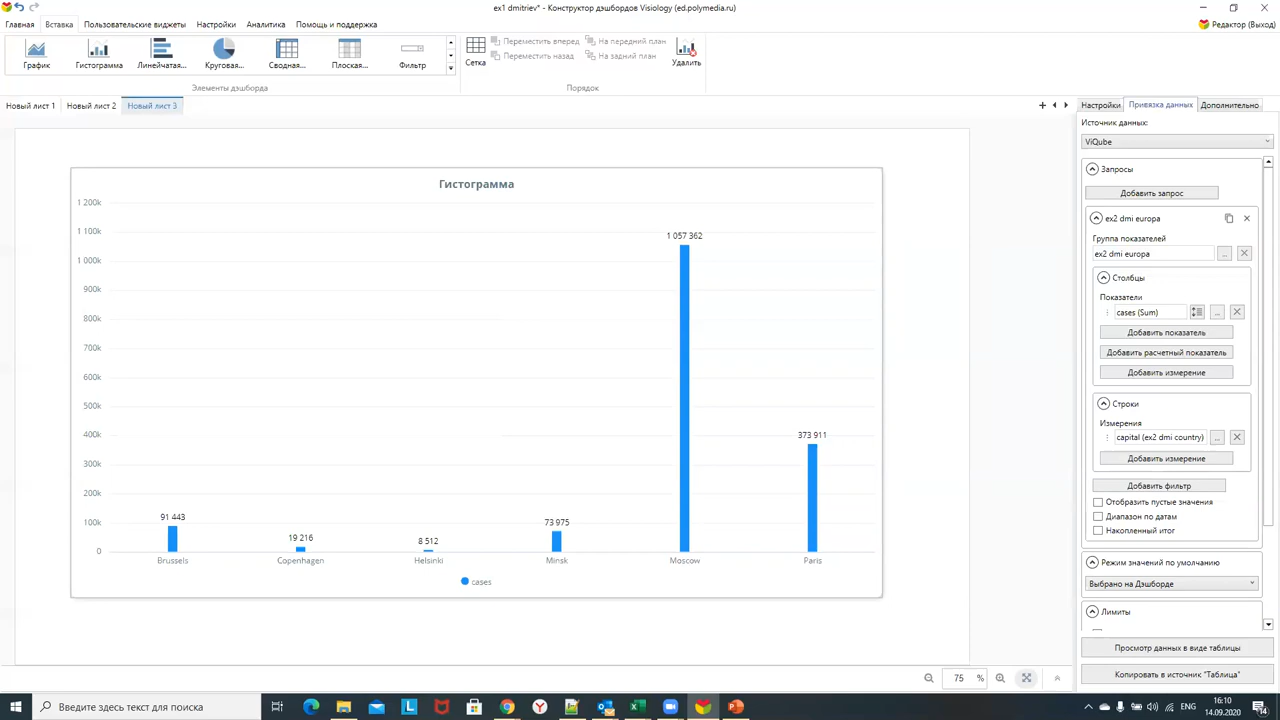 ex1 dmitriev* - Конструктор дэшбордов Visiology (ed.polymedia.ru)
Главная Вставка Пользовательские виджеты Настройки Аналитика Помощь и поддержка
Редактор (Выход)
График Гистограмма Линейчатая... Круговая... Сводная... Плоская... Фильтр
Элементы дэшборда
Сетка
Переместить вперед На передний план
Переместить назад На задний план
Удалить
Порядок
Новый лист 1 Новый лист 2 Новый лист 3
Гистограмма
1 200k
1 100k
1 000k
900k
800k
700k
600k
500k
400k
300k
200k
100k
0
91 443
19 216
8 512
73 975
1 057 362
373 911
Brussels Copenhagen Helsinki Minsk Moscow Paris
cases
75 %
Настройки Привязка данных Дополнительно
Источник данных:
ViQube
Запросы
Добавить запрос
ex2 dmi europa
Группа показателей
ex2 dmi europa ...
Столбцы
Показатели
cases (Sum) ...
Добавить показатель
Добавить расчетный показатель
Добавить измерение
Строки
Измерения
capital (ex2 dmi country) ...
Добавить измерение
Добавить фильтр
Отобразить пустые значения
Диапазон по датам
Накопленный итог
Режим значений по умолчанию
Выбрано на Дэшборде
Лимиты
Просмотр данных в виде таблицы
Копировать в источник "Таблица"
Введите здесь текст для поиска
ENG
16:10
14.09.2020
14